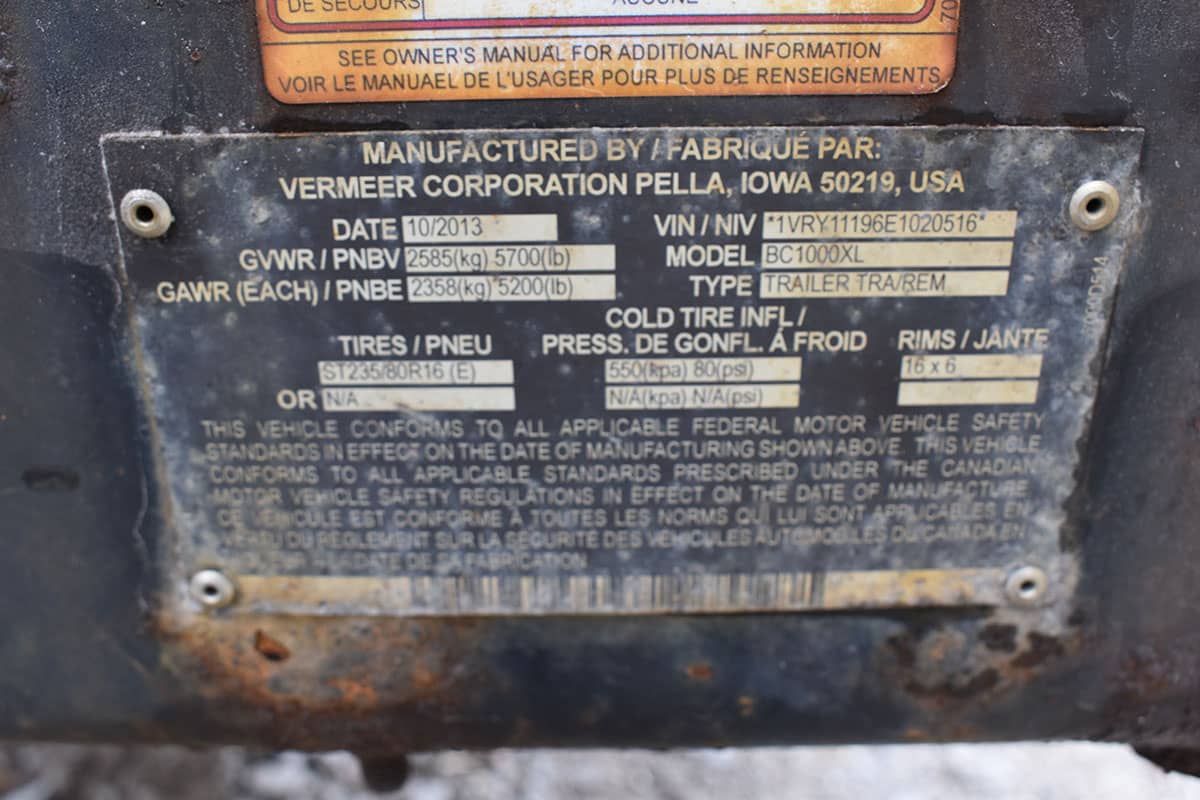 DE SECOURS AUCUNE
70
SEE OWNER'S MANUAL FOR ADDITIONAL INFORMATION
VOIR LE MANUAEL DE L'USAGER POUR PLUS DE RENSEIGNEMENTS
MANUFACTURED BY / FABRIQUÉ PAR:
VERMEER CORPORATION PELLA, IOWA 50219, USA
DATE 10/2013 VIN / NIV *1VRY11196E1020516*
GVWR / PNBV 2585(kg) 5700(lb) MODEL BC1000XL
GAWR (EACH) / PNBE 2358(kg) 5200(lb) TYPE TRAILER TRA/REM
COLD TIRE INFL /
TIRES / PNEU PRESS. DE GONFL. Á FROID RIMS / JANTE
ST235/80R16 (E) 550(kpa) 80(psi) 16 x 6
OR N/A N/A(kpa) N/A(psi)
THIS VEHICLE CONFORMS TO ALL APPLICABLE FEDERAL MOTOR VEHICLE SAFETY
STANDARDS IN EFFECT ON THE DATE OF MANUFACTURING SHOWN ABOVE. THIS VEHICLE
CONFORMS TO ALL APPLICABLE STANDARDS PRESCRIBED UNDER THE CANADIAN
MOTOR VEHICLE SAFETY REGULATIONS IN EFFECT ON THE DATE OF MANUFACTURE.
CE VÉHICULE EST CONFORME À TOUTES LES NORMS QUI LUI SONT APPLICABLES EN
DU RÈGLEMENT SUR LA SÉCURITÉ DES VÉHICULES AUTOMOBILES DU CANADA EN
DATE DE SA FABRICATION